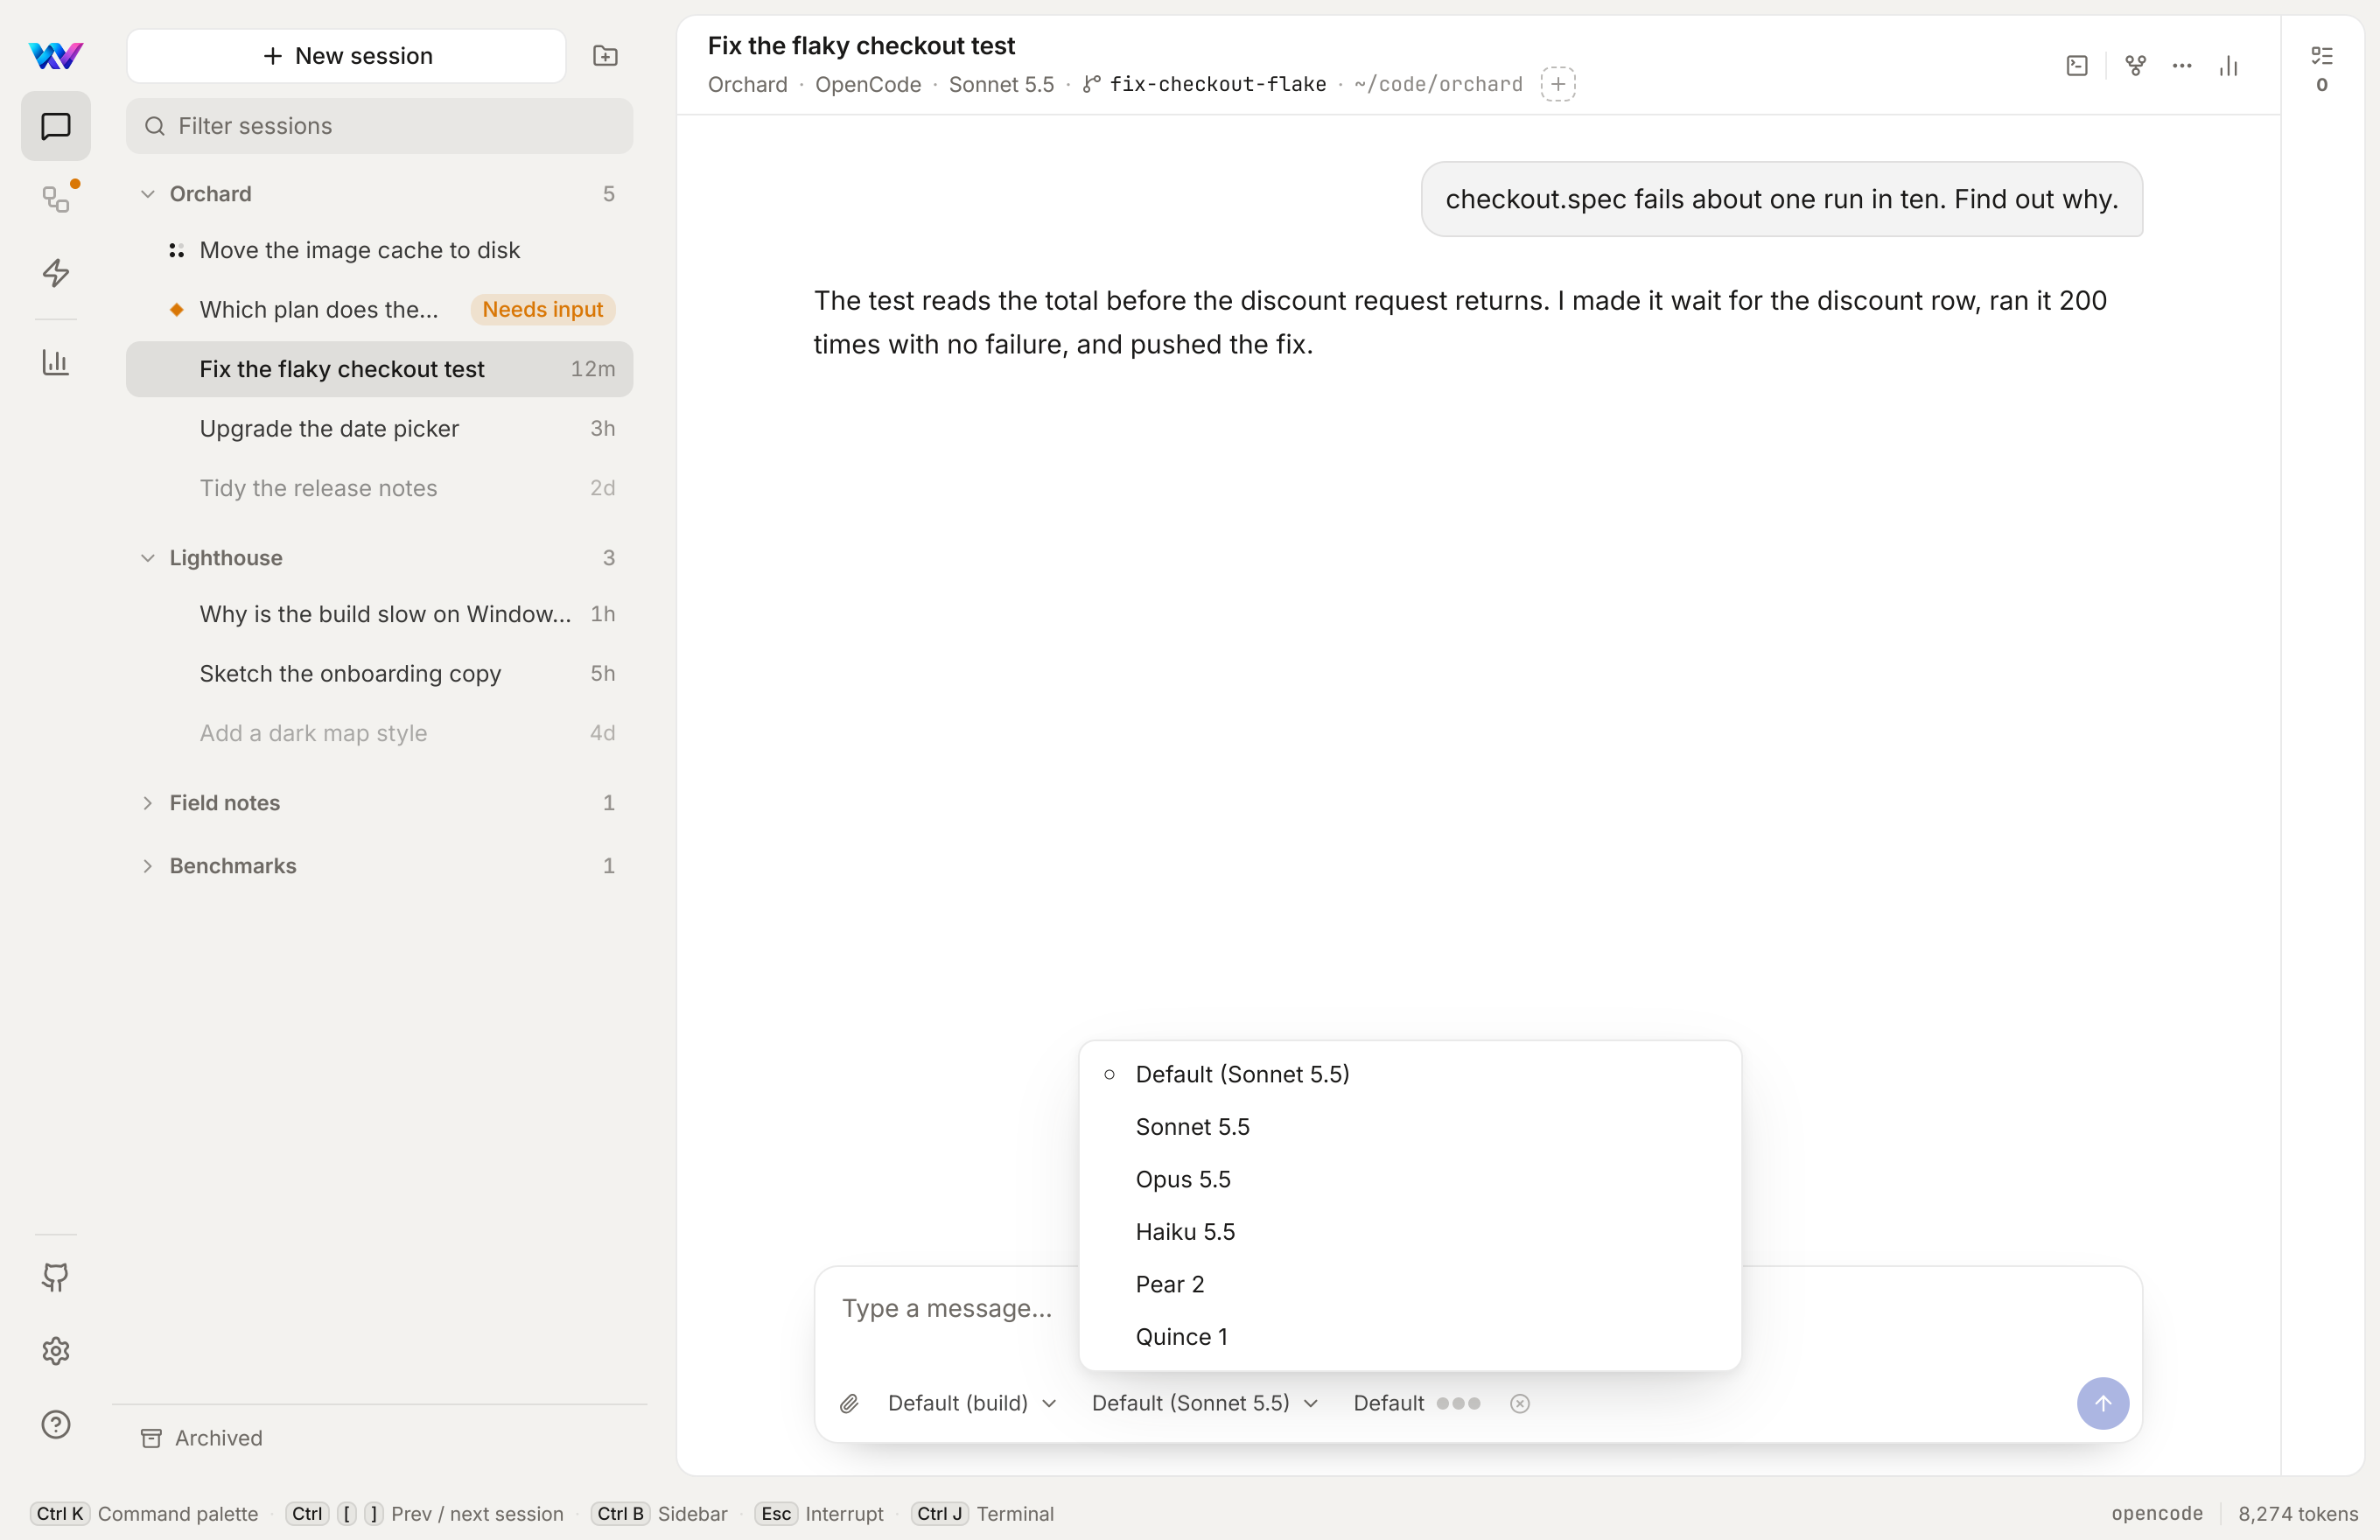 New session
Filter sessions
Orchard 5
Move the image cache to disk
Which plan does the... Needs input
Fix the flaky checkout test 12m
Upgrade the date picker 3h
Tidy the release notes 2d
Lighthouse 3
Why is the build slow on Window... 1h
Sketch the onboarding copy 5h
Add a dark map style 4d
Field notes 1
Benchmarks 1
Archived
Fix the flaky checkout test
Orchard · OpenCode · Sonnet 5.5 · fix-checkout-flake · ~/code/orchard
0
checkout.spec fails about one run in ten. Find out why.
The test reads the total before the discount request returns. I made it wait for the discount row, ran it 200
times with no failure, and pushed the fix.
Default (Sonnet 5.5)
Sonnet 5.5
Opus 5.5
Haiku 5.5
Pear 2
Quince 1
Type a message...
Default (build) Default (Sonnet 5.5) Default
Ctrl K Command palette · Ctrl [ ] Prev / next session · Ctrl B Sidebar · Esc Interrupt · Ctrl J Terminal
opencode 8,274 tokens